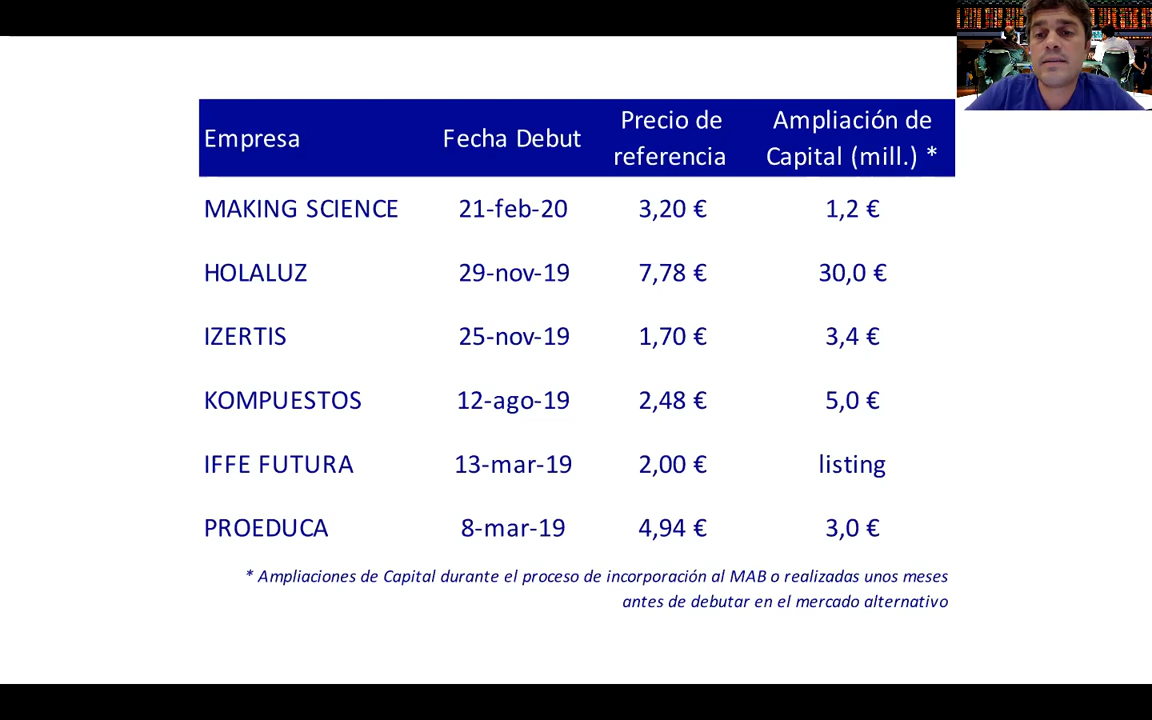 Empresa Fecha Debut Precio de referencia Ampliación de Capital (mill.) *
MAKING SCIENCE 21-feb-20 3,20 € 1,2 €
HOLALUZ 29-nov-19 7,78 € 30,0 €
IZERTIS 25-nov-19 1,70 € 3,4 €
KOMPUESTOS 12-ago-19 2,48 € 5,0 €
IFFE FUTURA 13-mar-19 2,00 € listing
PROEDUCA 8-mar-19 4,94 € 3,0 €
* Ampliaciones de Capital durante el proceso de incorporación al MAB o realizadas unos meses
antes de debutar en el mercado alternativo